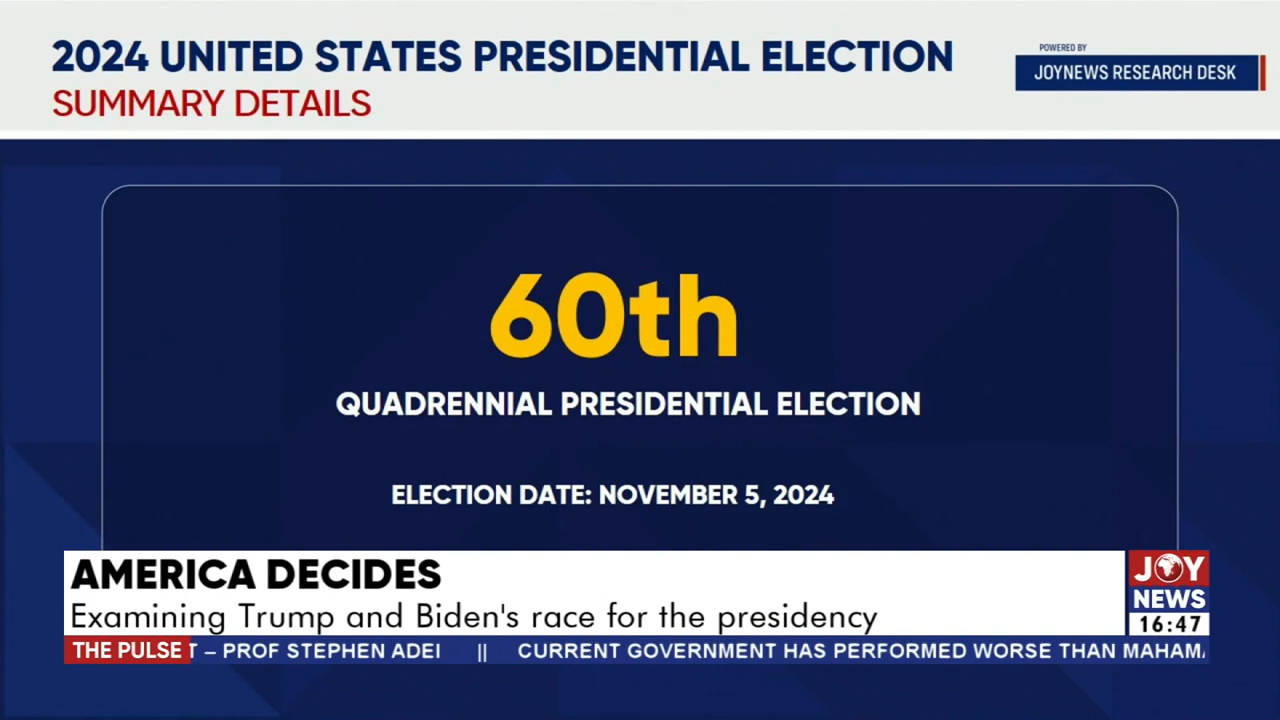 2024 UNITED STATES PRESIDENTIAL ELECTION
SUMMARY DETAILS
POWERED BY
JOYNEWS RESEARCH DESK
60th
QUADRENNIAL PRESIDENTIAL ELECTION
ELECTION DATE: NOVEMBER 5, 2024
AMERICA DECIDES
Examining Trump and Biden's race for the presidency
JOY
NEWS
16:47
THE PULSE T – PROF STEPHEN ADEI || CURRENT GOVERNMENT HAS PERFORMED WORSE THAN MAHAM